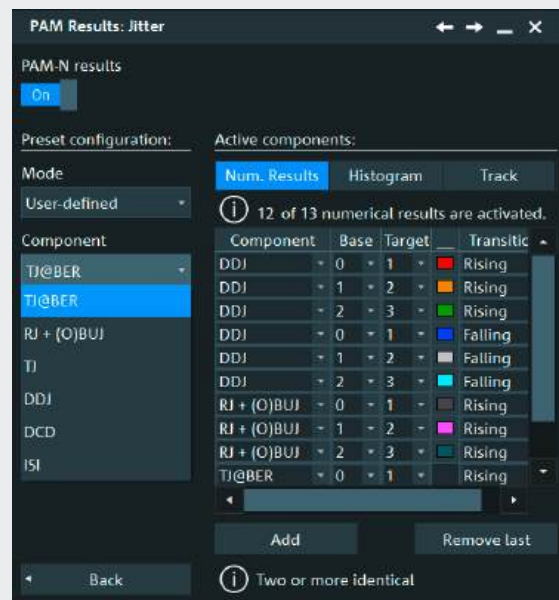 PAM Results: Jitter
PAM-N results
On
Preset configuration:
Mode
User-defined
Component
TJ@BER
TJ@BER
RJ + (O)BUJ
TJ
DDJ
DCD
ISI
Back
Active components:
Num. Results Histogram Track
12 of 13 numerical results are activated.
Component Base Target __ Transitic
DDJ 0 1 Rising
DDJ 1 2 Rising
DDJ 2 3 Rising
DDJ 0 1 Falling
DDJ 1 2 Falling
DDJ 2 3 Falling
RJ + (O)BUJ 0 1 Rising
RJ + (O)BUJ 1 2 Rising
RJ + (O)BUJ 2 3 Rising
TJ@BER 0 1 Rising
Add Remove last
Two or more identical